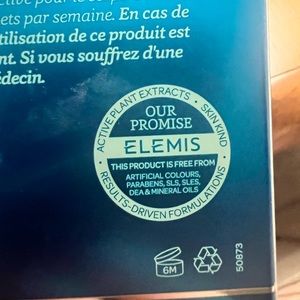 ets par semaine. En cas de
tilisation de ce produit est
nt. Si vous souffrez d'une
édecin.
ACTIVE PLANT EXTRACTS • SKIN KIND •
OUR
PROMISE
ELEMIS
THIS PRODUCT IS FREE FROM
ARTIFICIAL COLOURS,
PARABENS, SLS, SLES,
DEA & MINERAL OILS
RESULTS-DRIVEN FORMULATIONS •
6M
50873